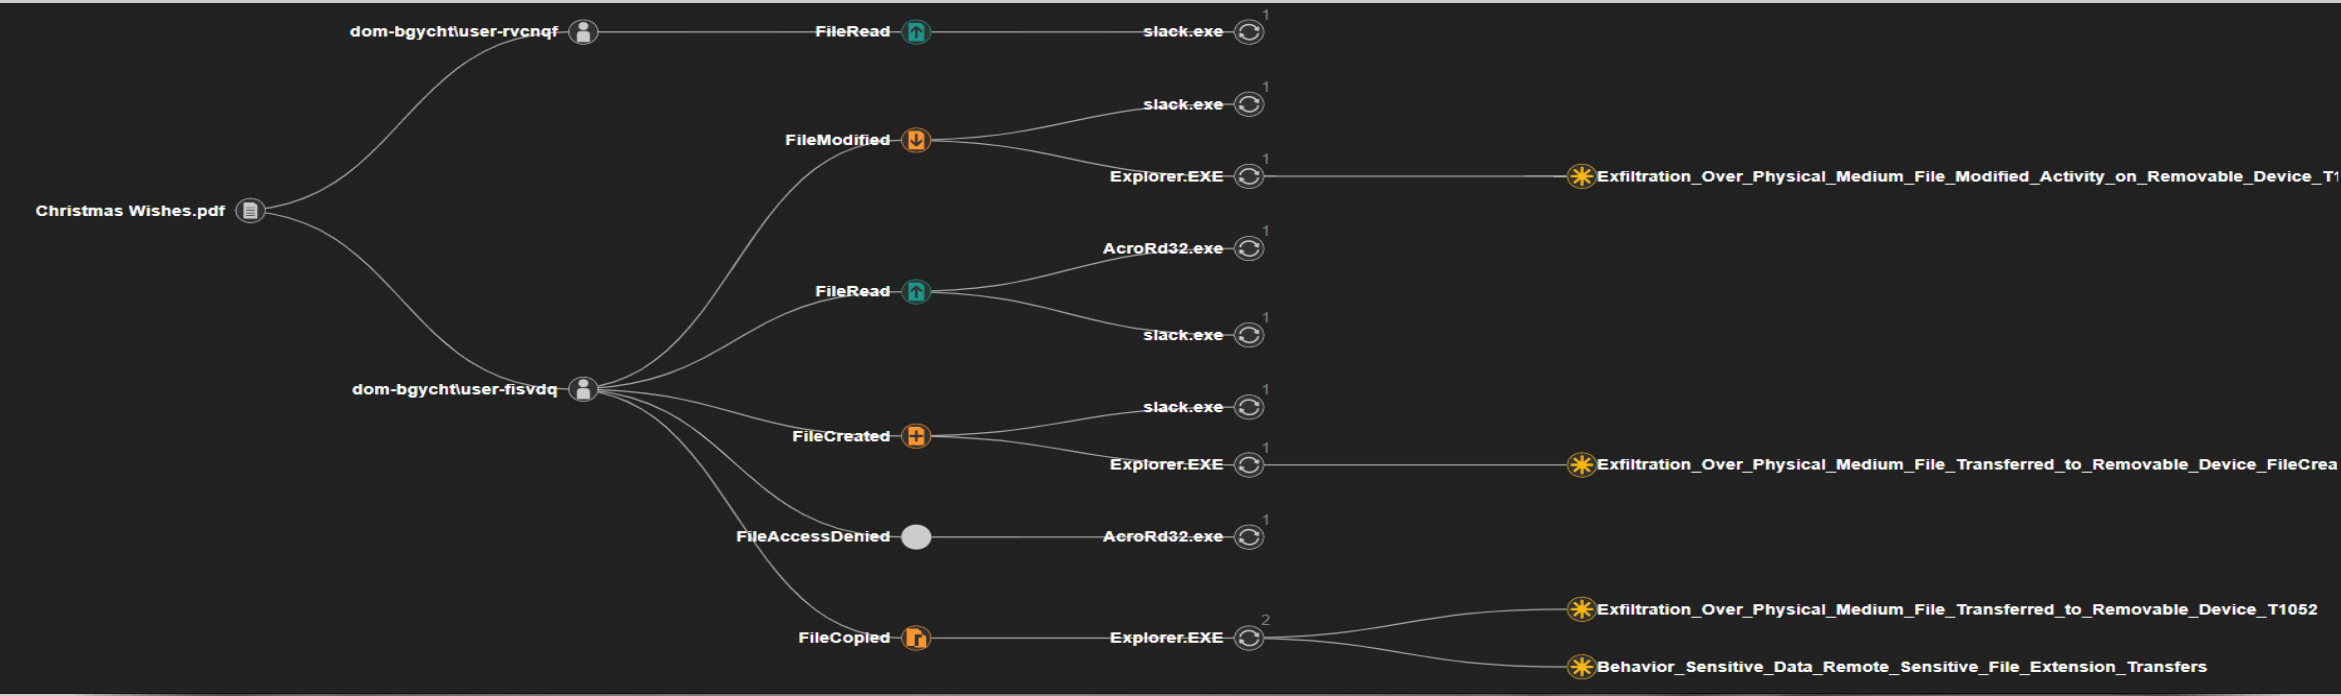 dom-bgycht\user-rvcnqf FileRead slack.exe 1
slack.exe 1
FileModified
Explorer.EXE 1 Exfiltration_Over_Physical_Medium_File_Modified_Activity_on_Removable_Device_T1
Christmas Wishes.pdf
AcroRd32.exe 1
FileRead
slack.exe 1
dom-bgycht\user-fisvdq
slack.exe 1
FileCreated
Explorer.EXE 1 Exfiltration_Over_Physical_Medium_File_Transferred_to_Removable_Device_FileCrea
FileAccessDenied AcroRd32.exe 1
Exfiltration_Over_Physical_Medium_File_Transferred_to_Removable_Device_T1052
FileCopied Explorer.EXE 2
Behavior_Sensitive_Data_Remote_Sensitive_File_Extension_Transfers